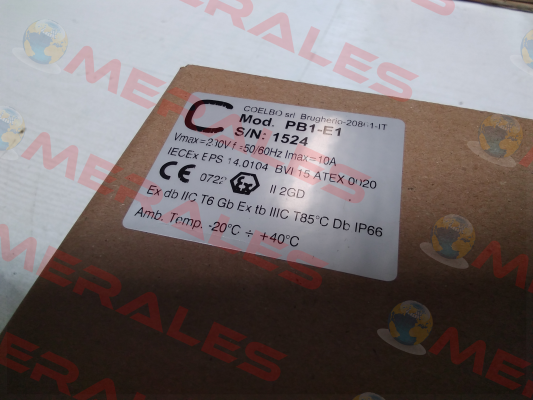 COELBO srl Brugherio-20861-IT
C Mod. PB1-E1
S/N: 1524
Vmax=230V f=50/60Hz Imax=10A
IECEx EPS 14.0104 BVI 15 ATEX 0020
CE 0722 Ex II 2GD
Ex db IIC T6 Gb Ex tb IIIC T85°C Db IP66
Amb. Temp. -20°C ÷ +40°C
MERALES
MERALES
MERALES
MERALES